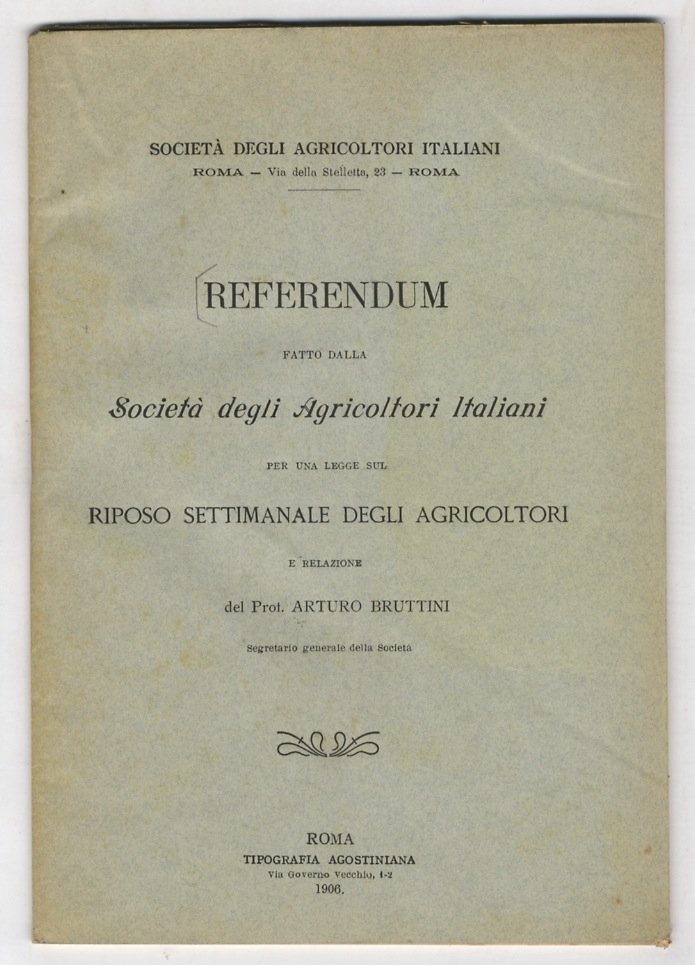 SOCIETÀ DEGLI AGRICOLTORI ITALIANI
ROMA — Via della Stelletta, 23 — ROMA
REFERENDUM
FATTO DALLA
Società degli Agricoltori Italiani
PER UNA LEGGE SUL
RIPOSO SETTIMANALE DEGLI AGRICOLTORI
E RELAZIONE
del Prof. ARTURO BRUTTINI
Segretario generale della Società
ROMA
TIPOGRAFIA AGOSTINIANA
Via Governo Vecchio, 1-2
1906.